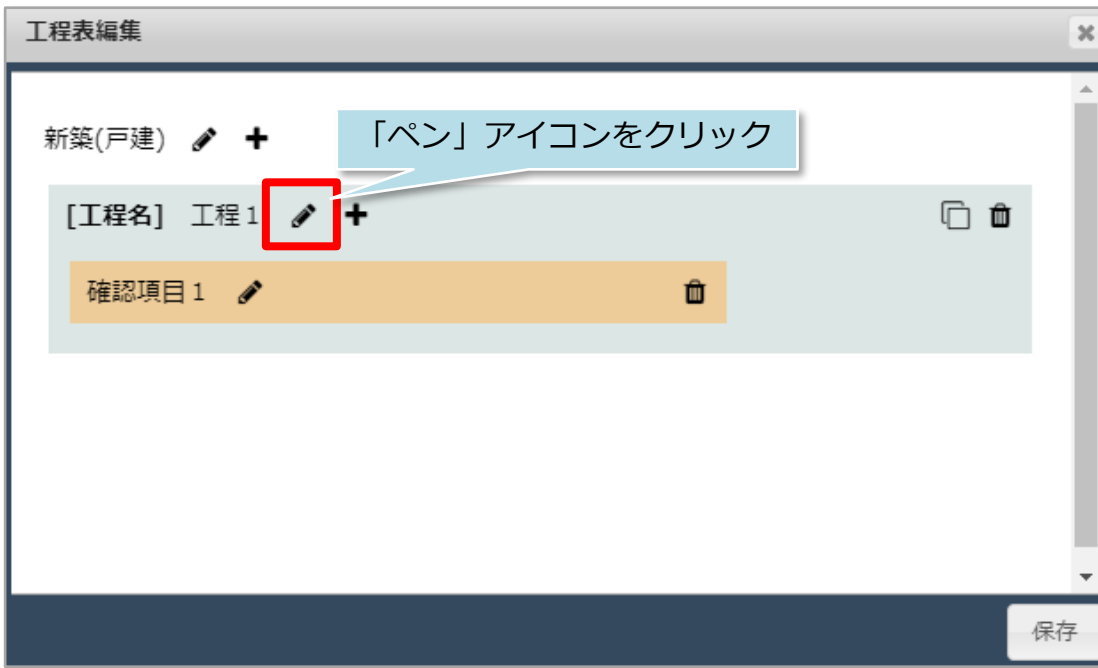 工程表編集
新築(戸建)
「ペン」アイコンをクリック
[工程名] 工程1
確認項目1
保存